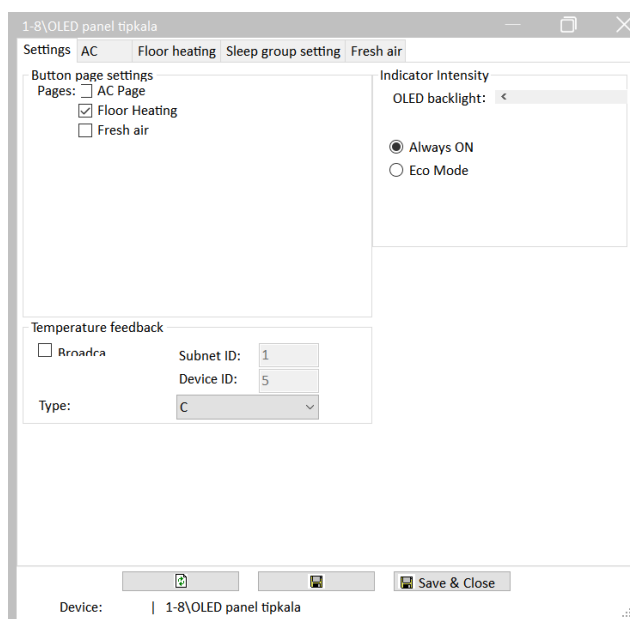 1-8\OLED panel tipkala
Settings AC Floor heating Sleep group setting Fresh air
Button page settings
Pages: AC Page
Floor Heating
Fresh air
Indicator Intensity
OLED backlight:
Always ON
Eco Mode
Temperature feedback
Broadca
Subnet ID: 1
Device ID: 5
Type: C
Save & Close
Device: | 1-8\OLED panel tipkala